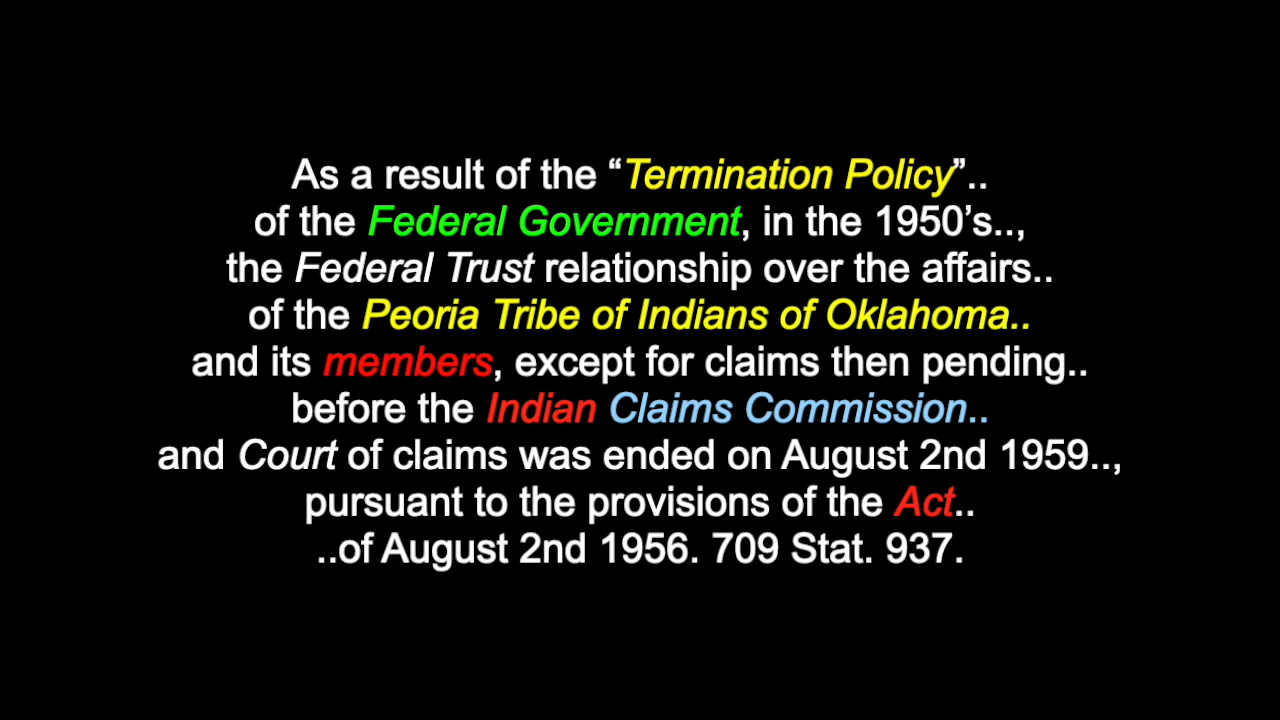 As a result of the “Termination Policy”..
of the Federal Government, in the 1950’s..,
the Federal Trust relationship over the affairs..
of the Peoria Tribe of Indians of Oklahoma..
and its members, except for claims then pending..
before the Indian Claims Commission..
and Court of claims was ended on August 2nd 1959..,
pursuant to the provisions of the Act..
..of August 2nd 1956. 709 Stat. 937.